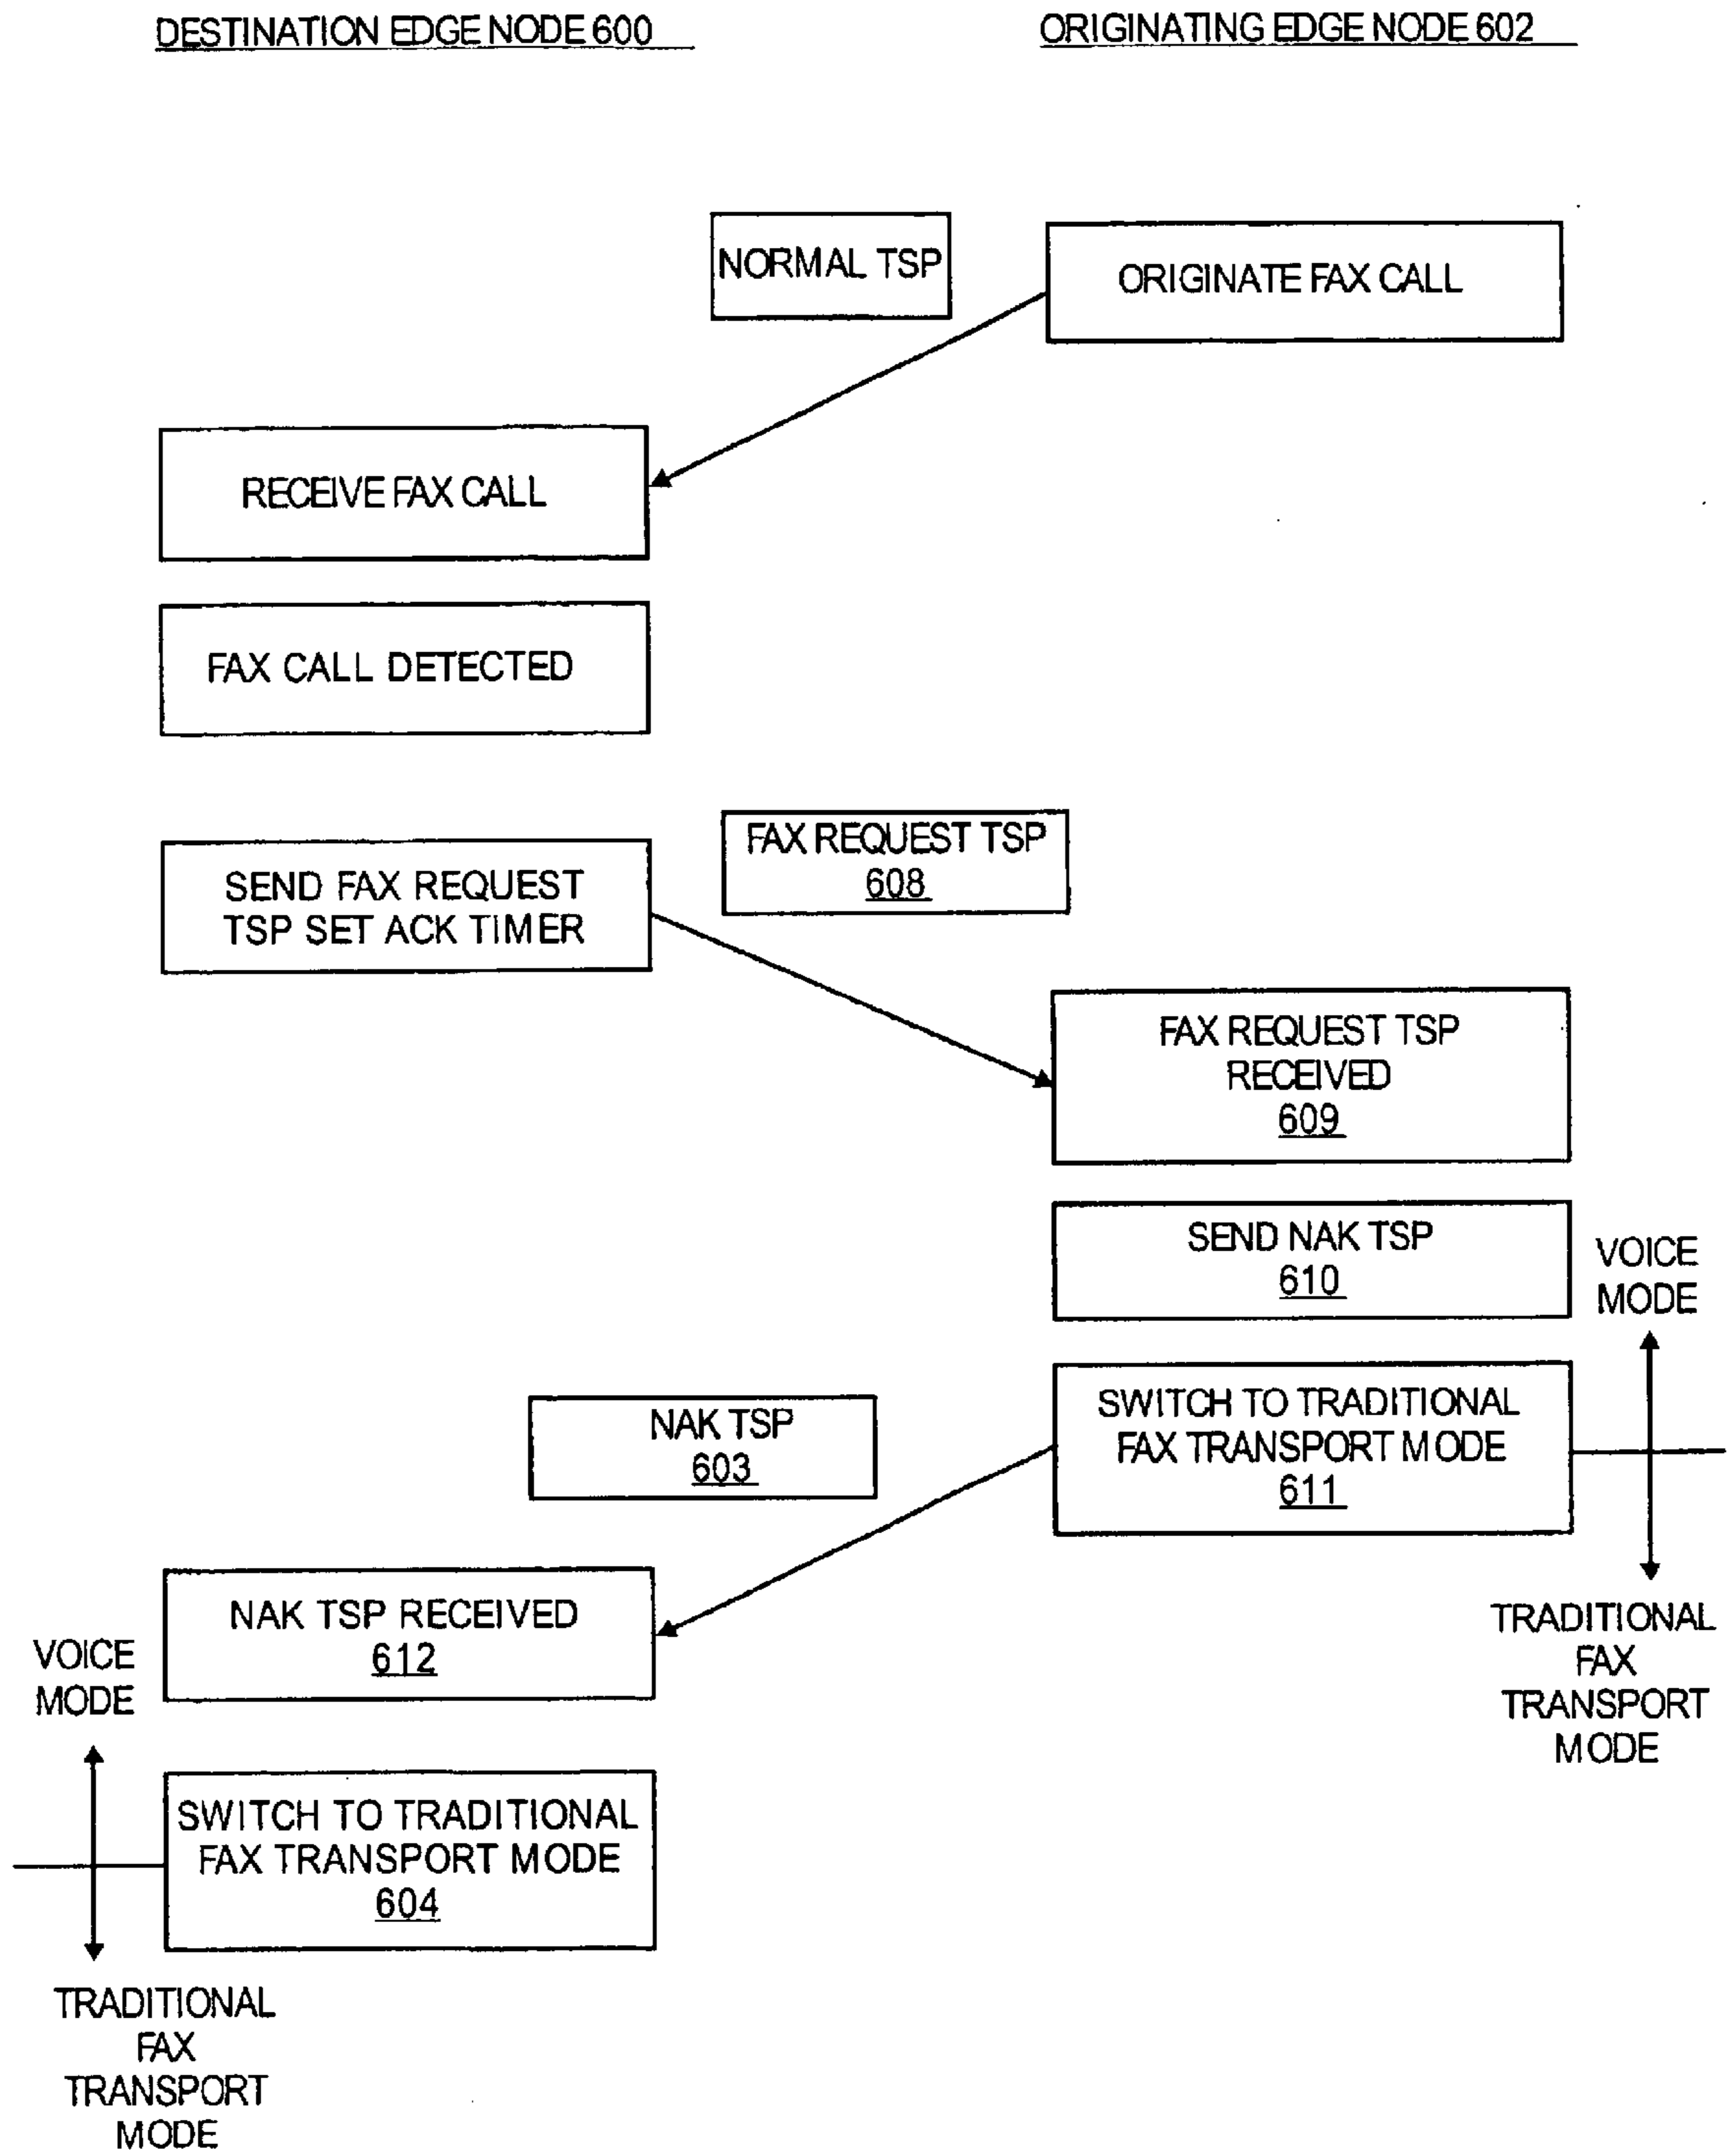 DESTINATION EDGE NODE 600
ORIGINATING EDGE NODE 602
NORMAL TSP
ORIGINATE FAX CALL
RECEIVE FAX CALL
FAX CALL DETECTED
FAX REQUEST TSP
608
SEND FAX REQUEST
TSP SET ACK TIMER
FAX REQUEST TSP
RECEIVED
609
SEND NAK TSP
610
VOICE
MODE
SWITCH TO TRADITIONAL
FAX TRANSPORT MODE
611
NAK TSP
603
TRADITIONAL
FAX
TRANSPORT
MODE
NAK TSP RECEIVED
612
VOICE
MODE
SWITCH TO TRADITIONAL
FAX TRANSPORT MODE
604
TRADITIONAL
FAX
TRANSPORT
MODE